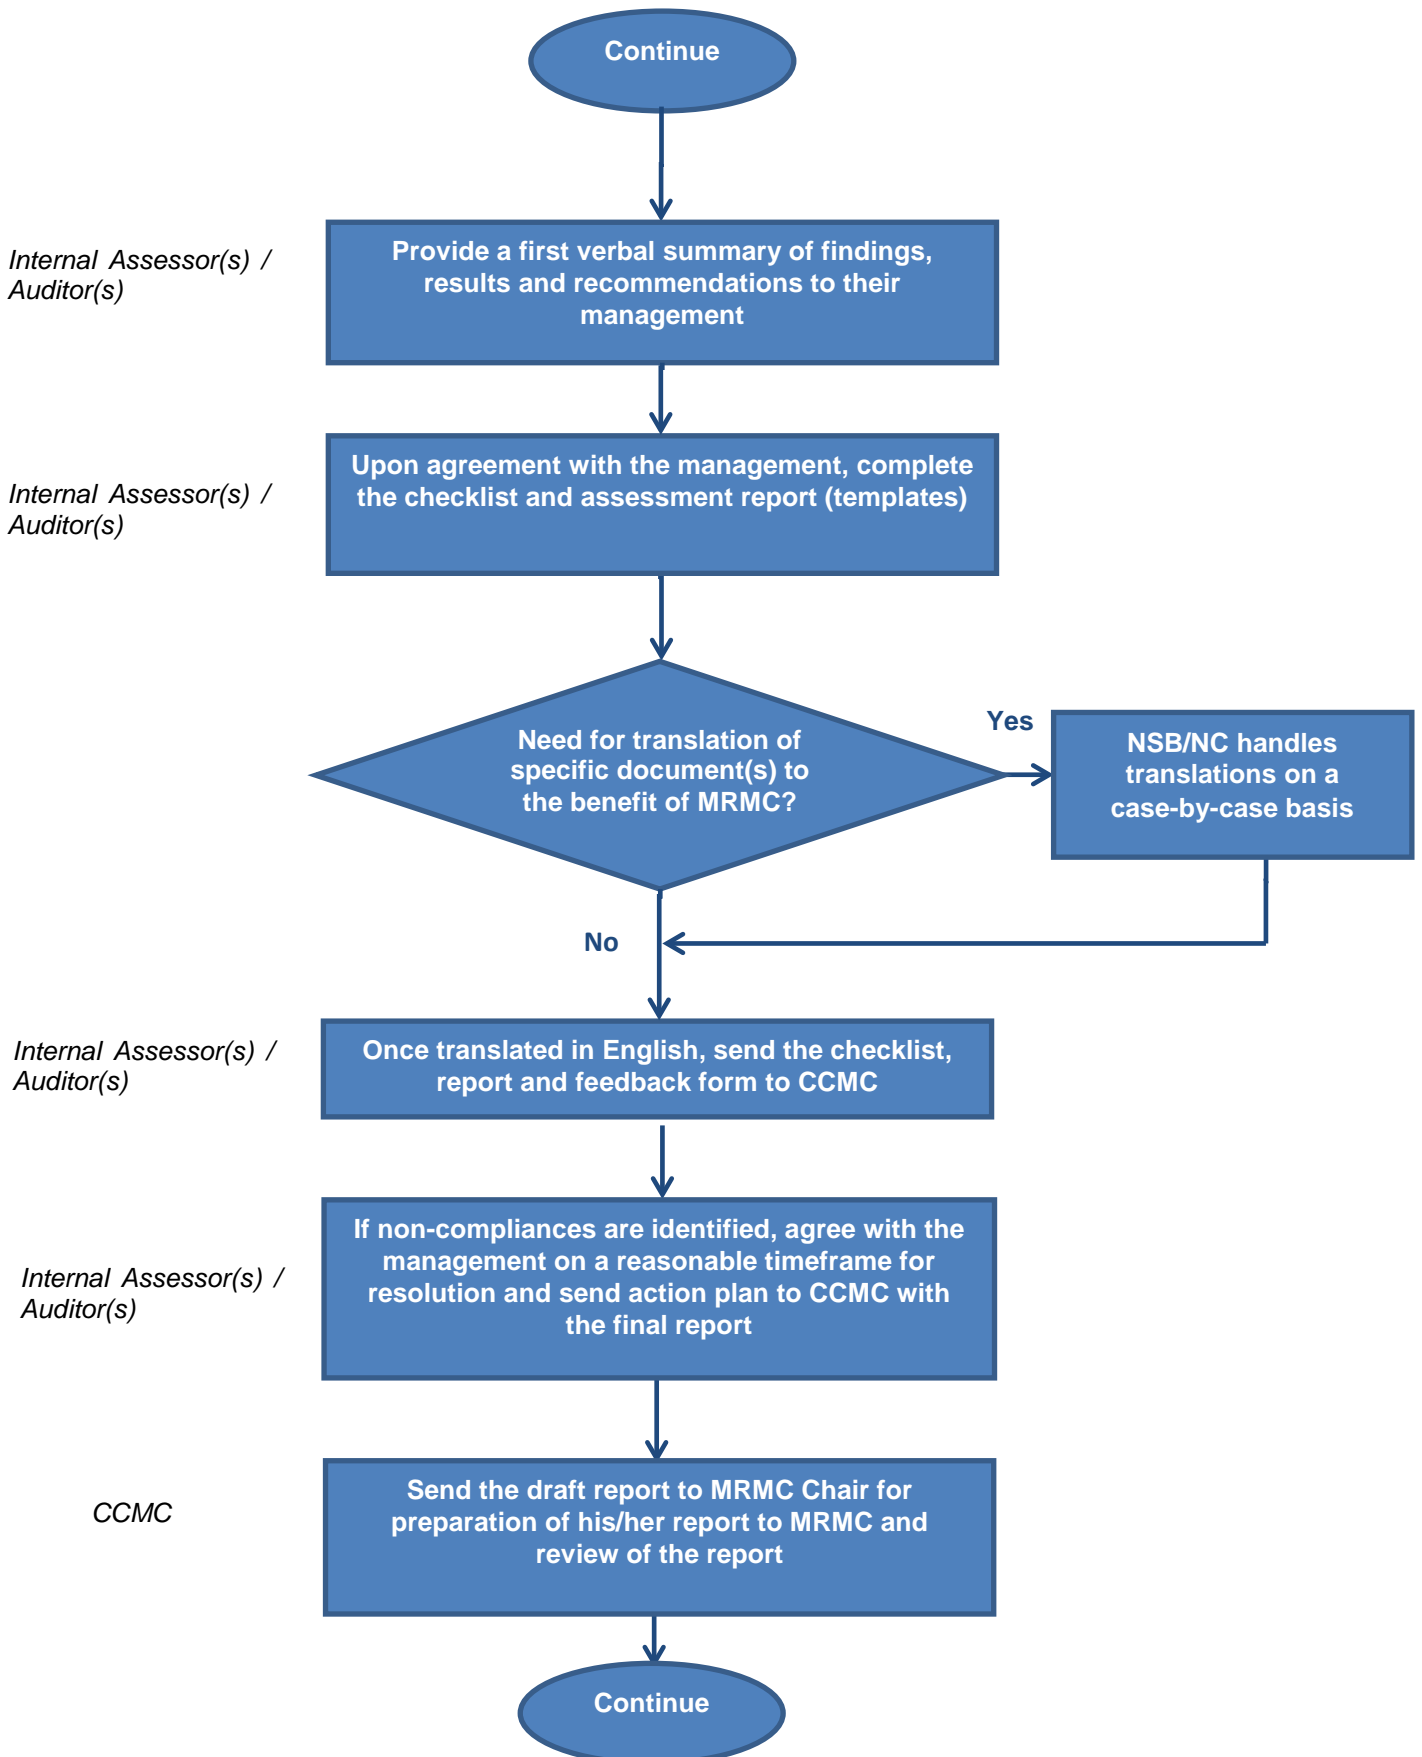 Continue
Internal Assessor(s) /
Auditor(s)
Provide a first verbal summary of findings,
results and recommendations to their
management
Internal Assessor(s) /
Auditor(s)
Upon agreement with the management, complete
the checklist and assessment report (templates)
Need for translation of
specific document(s) to
the benefit of MRMC?
Yes
NSB/NC handles
translations on a
case-by-case basis
No
Internal Assessor(s) /
Auditor(s)
Once translated in English, send the checklist,
report and feedback form to CCMC
Internal Assessor(s) /
Auditor(s)
If non-compliances are identified, agree with the
management on a reasonable timeframe for
resolution and send action plan to CCMC with
the final report
CCMC
Send the draft report to MRMC Chair for
preparation of his/her report to MRMC and
review of the report
Continue